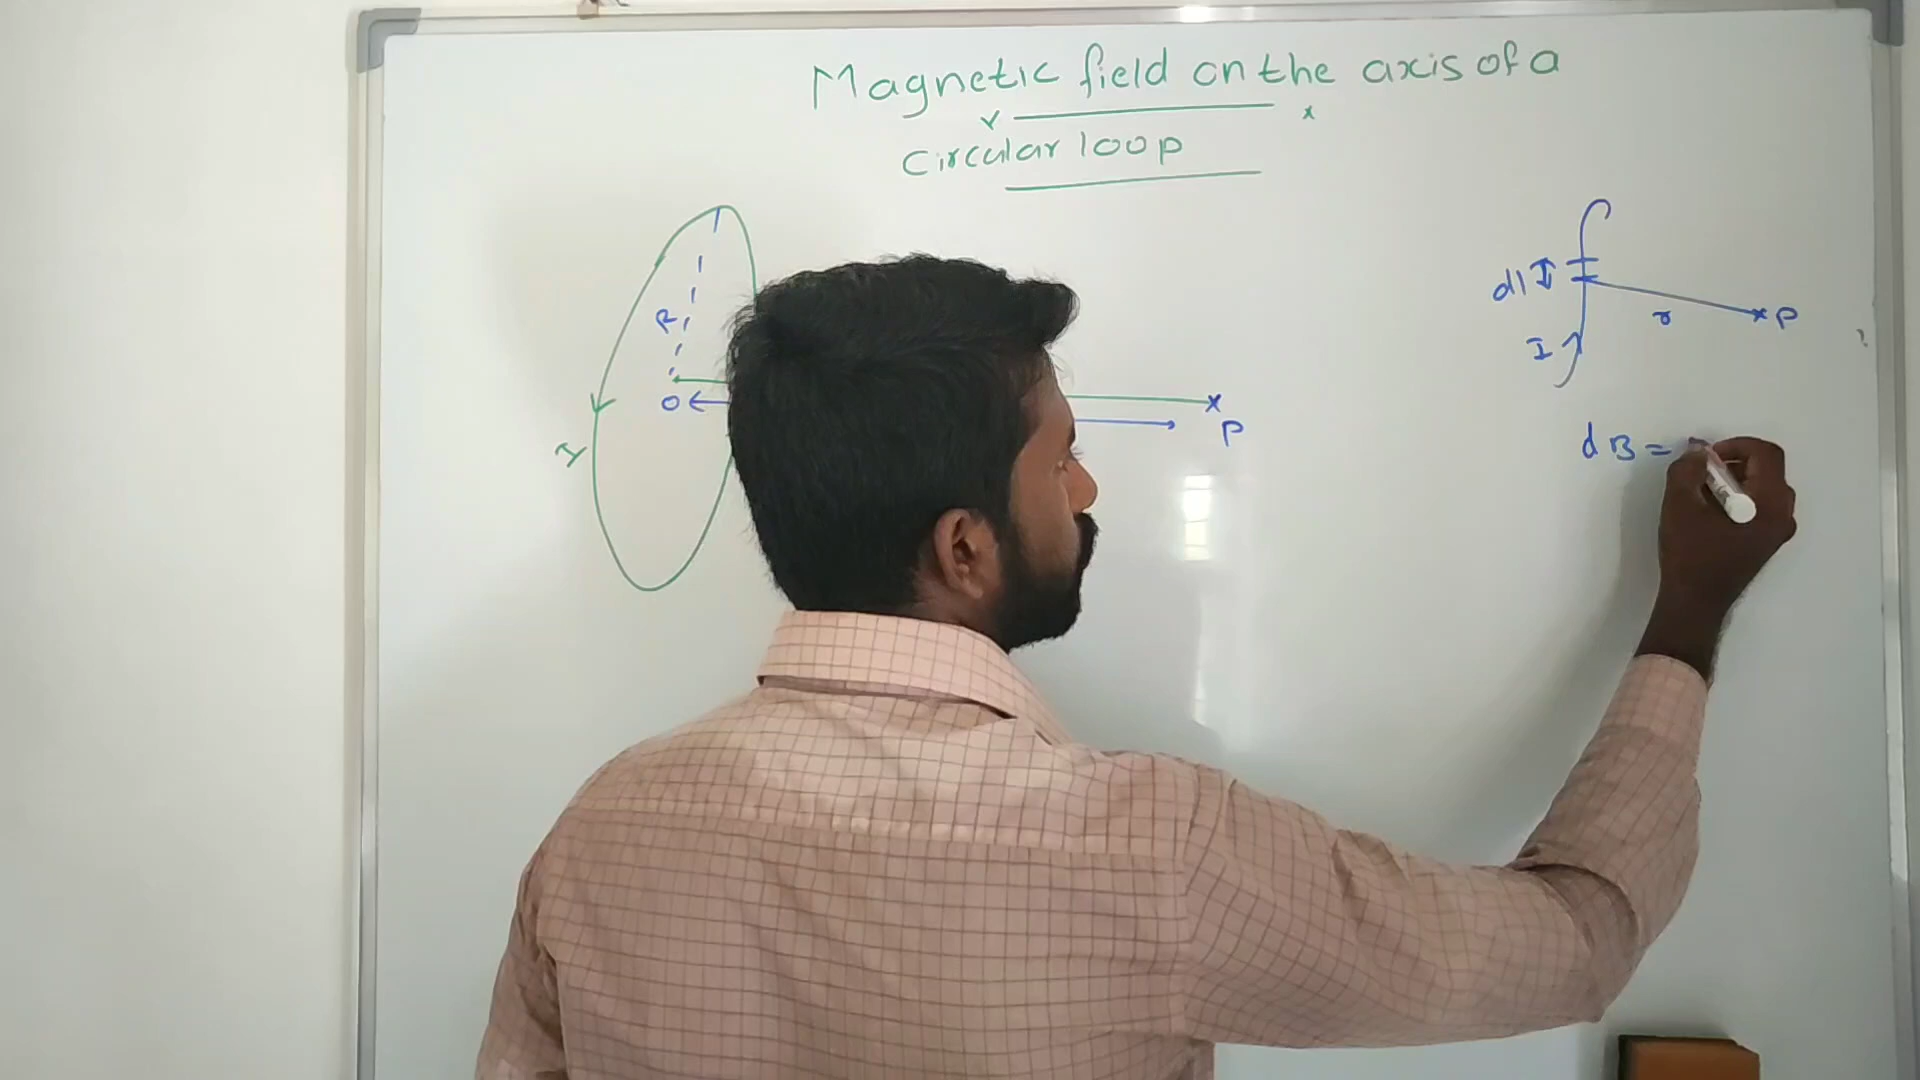 Magnetic field on the axis of a
circular loop
R
O
P
I
dl
r
P
I
dB =